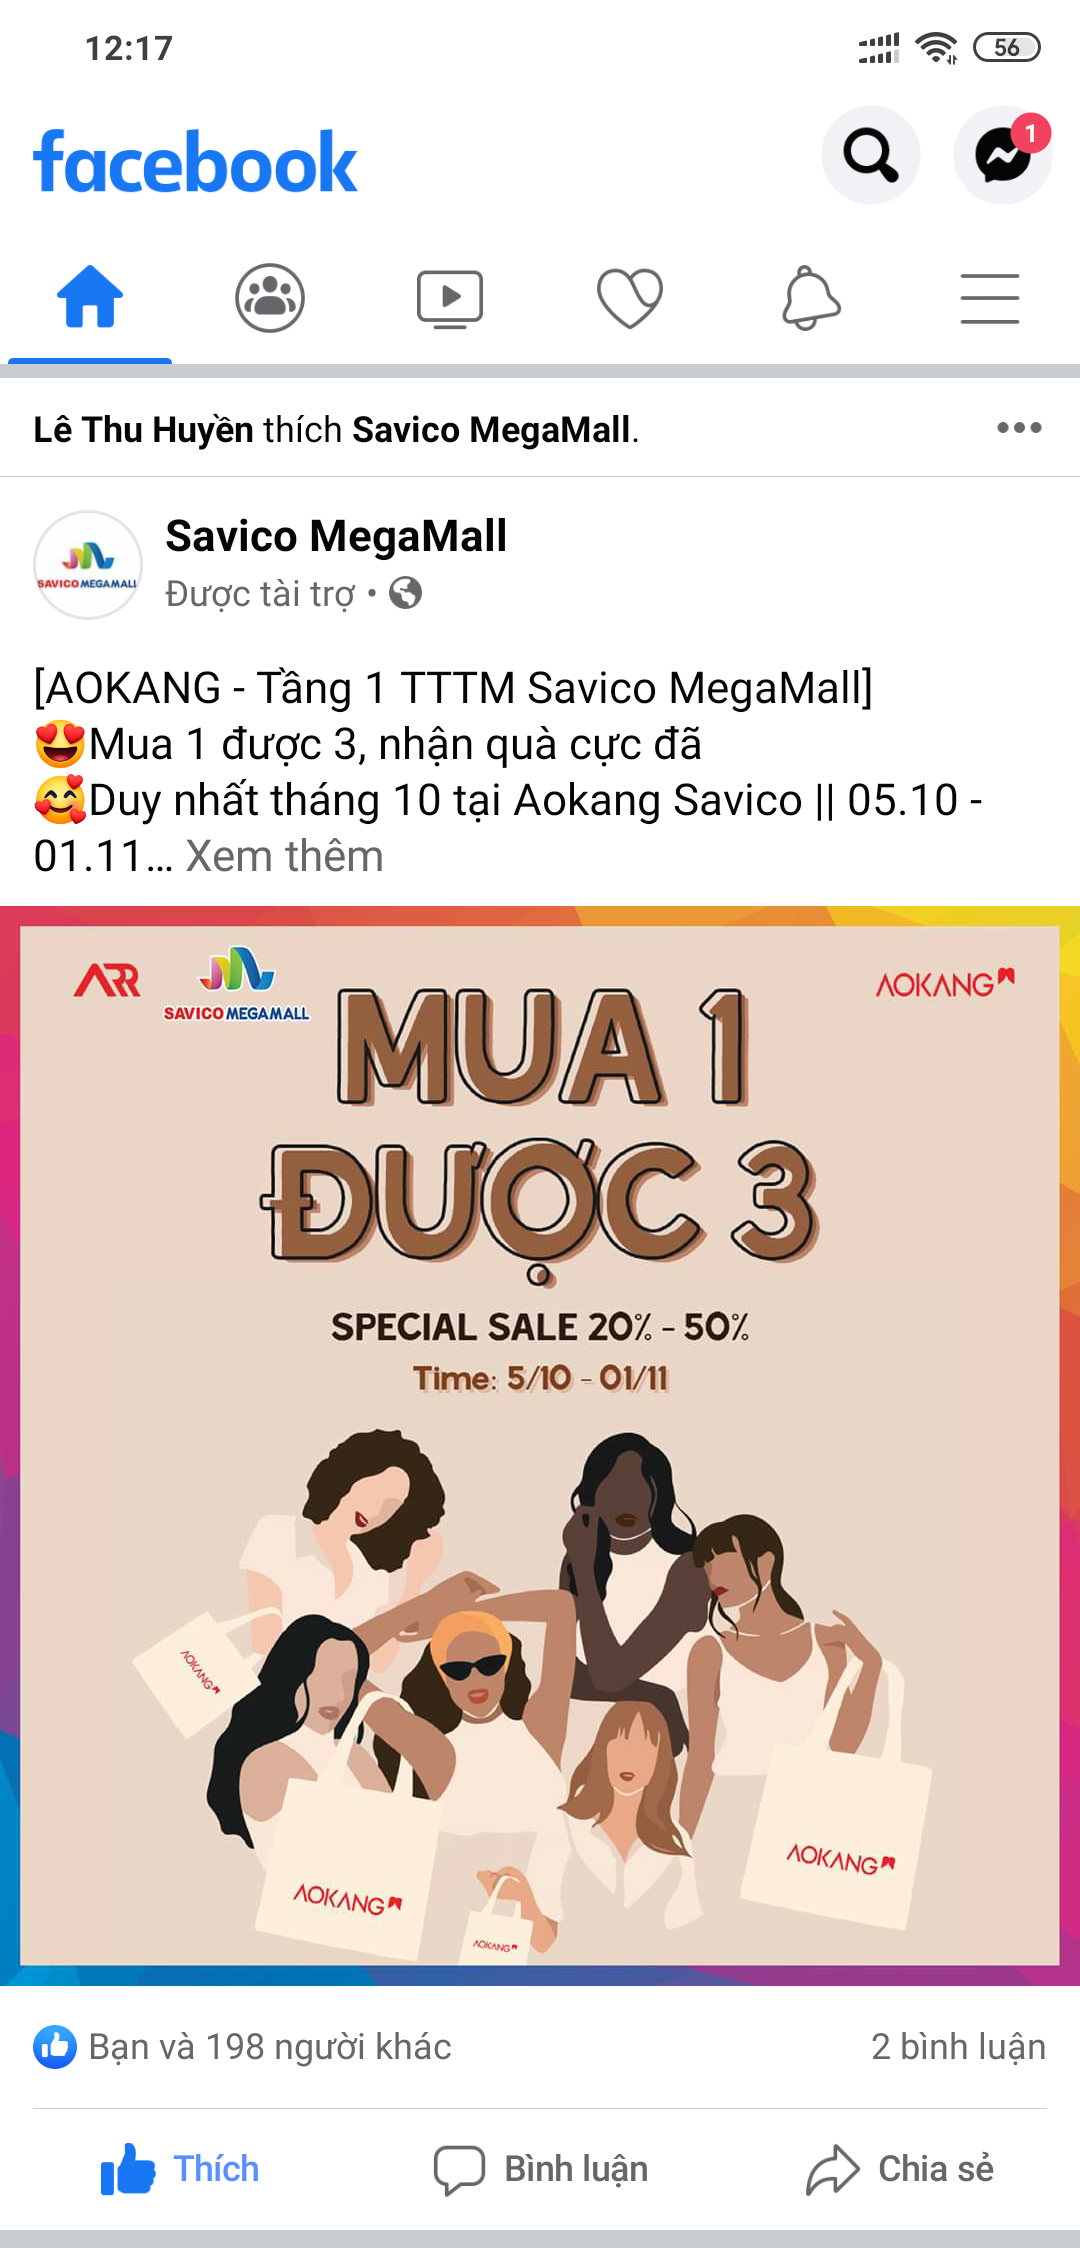 12:17
56
facebook
1
Lê Thu Huyền thích Savico MegaMall.
SAVICO MEGAMALL
Savico MegaMall
Được tài trợ •
[AOKANG - Tầng 1 TTTM Savico MegaMall]
😍Mua 1 được 3, nhận quà cực đã
🥰Duy nhất tháng 10 tại Aokang Savico || 05.10 -
01.11... Xem thêm
ARR
SAVICO MEGAMALL
AOKANG
MUA 1
ĐƯỢC 3
SPECIAL SALE 20% - 50%
Time: 5/10 - 01/11
AOKANG
AOKANG
AOKANG
AOKANG
Bạn và 198 người khác
2 bình luận
Thích
Bình luận
Chia sẻ